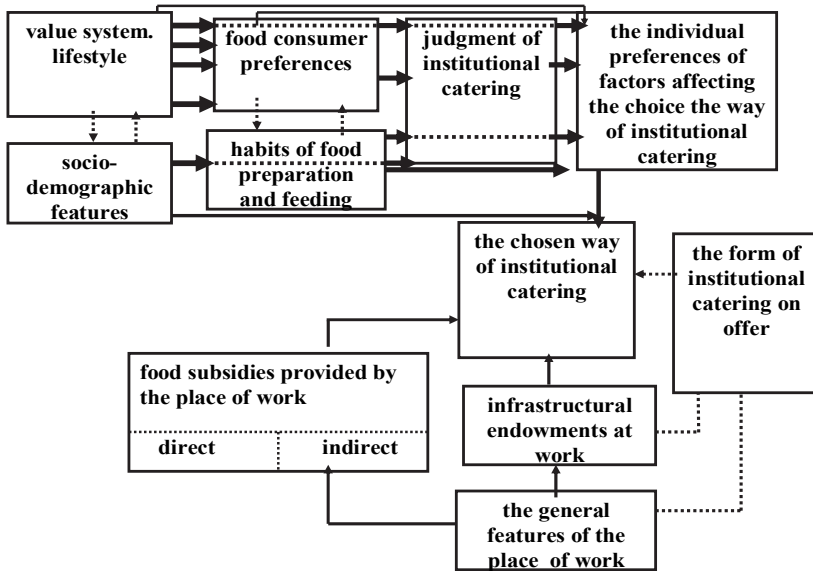 value system.
lifestyle
food consumer
preferences
judgment of
institutional
catering
the individual
preferences of
factors affecting
the choice the way
of institutional
catering
socio-
demographic
features
habits of food
preparation
and feeding
the chosen way
of institutional
catering
the form of
institutional
catering on
offer
food subsidies provided by
the place of work
direct
indirect
infrastructural
endowments at
work
the general
features of the
place of work